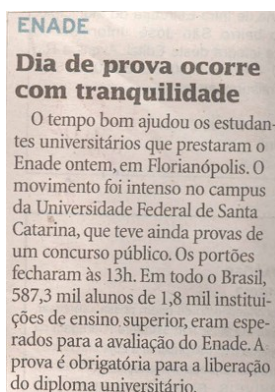 ENADE
Dia de prova ocorre
com tranquilidade
O tempo bom ajudou os estudan-
tes universitários que prestaram o
Enade ontem, em Florianópolis. O
movimento foi intenso no campus
da Universidade Federal de Santa
Catarina, que teve ainda provas de
um concurso público. Os portões
fecharam às 13h. Em todo o Brasil,
587,3 mil alunos de 1,8 mil institui-
ções de ensino superior, eram espe-
rados para a avaliação do Enade. A
prova é obrigatória para a liberação
do diploma universitário.